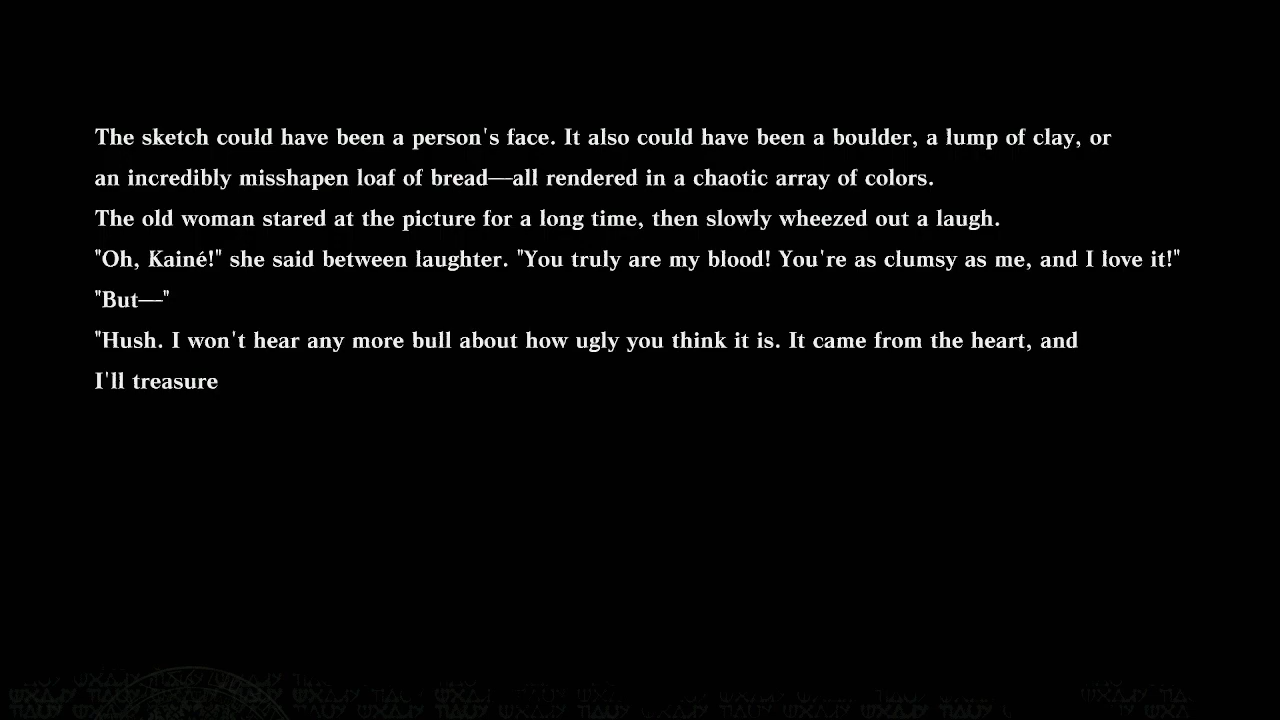 The sketch could have been a person's face. It also could have been a boulder, a lump of clay, or
an incredibly misshapen loaf of bread—all rendered in a chaotic array of colors.
The old woman stared at the picture for a long time, then slowly wheezed out a laugh.
"Oh, Kainé!" she said between laughter. "You truly are my blood! You're as clumsy as me, and I love it!"
"But—"
"Hush. I won't hear any more bull about how ugly you think it is. It came from the heart, and
I'll treasure